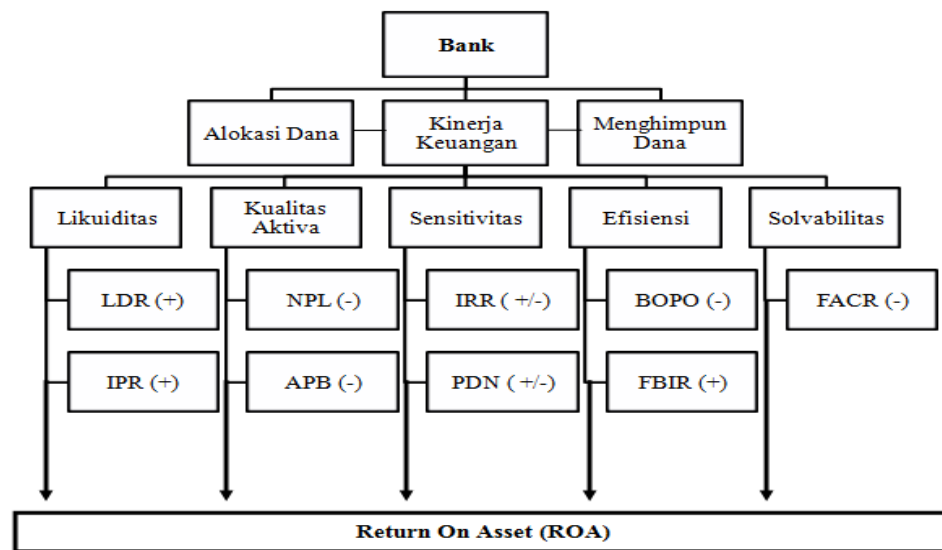 Bank
Alokasi Dana
Kinerja
Keuangan
Menghimpun
Dana
Likuiditas
Kualitas
Aktiva
Sensitivitas
Efisiensi
Solvabilitas
LDR (+)
NPL (-)
IRR ( +/-)
BOPO (-)
FACR (-)
IPR (+)
APB (-)
PDN ( +/-)
FBIR (+)
Return On Asset (ROA)